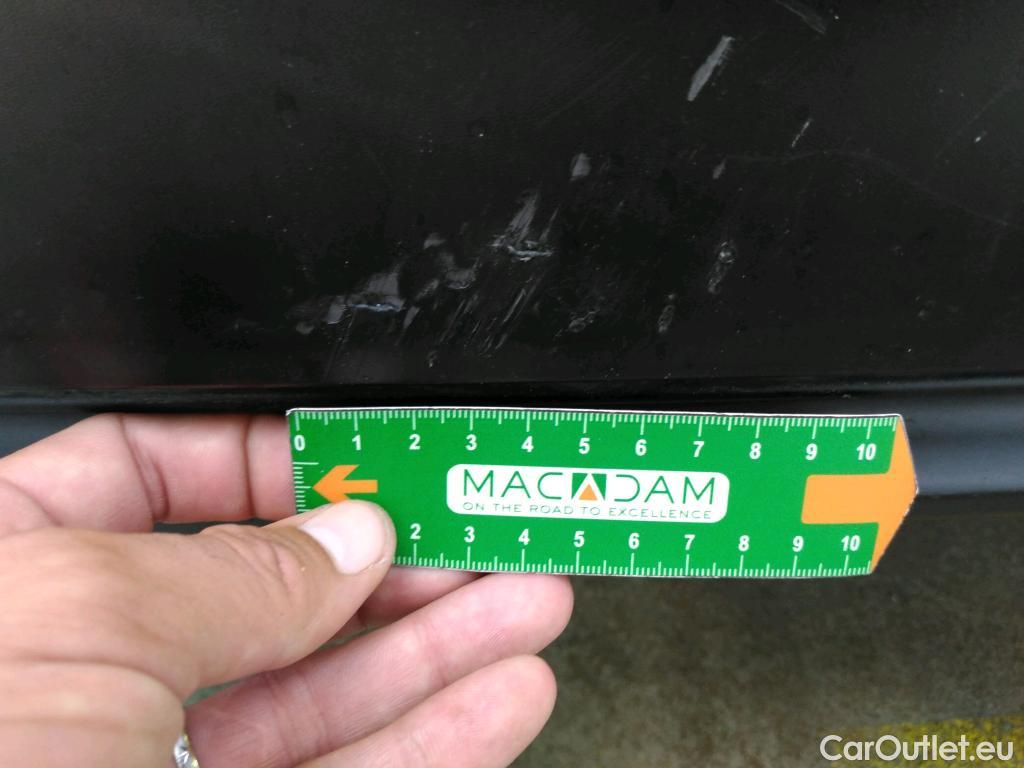 0 1 2 3 4 5 6 7 8 9 10
MACADAM
ON THE ROAD TO EXCELLENCE
2 3 4 5 6 7 8 9 10
CarOutlet.eu